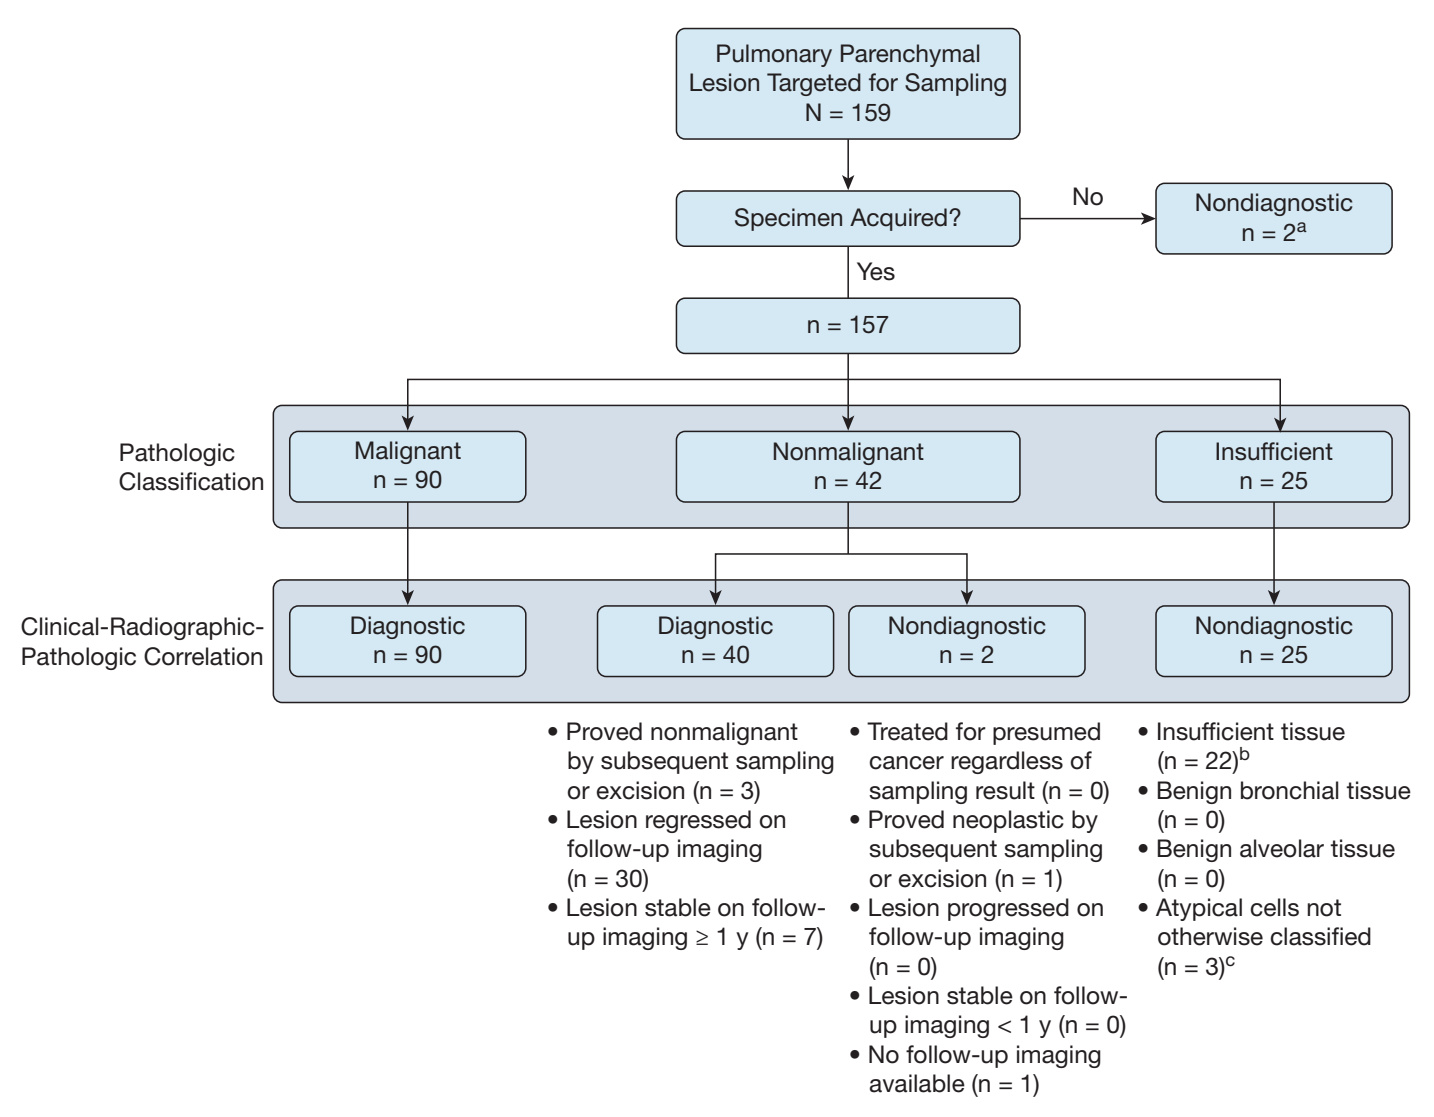 Pulmonary Parenchymal
Lesion Targeted for Sampling
N = 159
Specimen Acquired?
No
Nondiagnostic
n = 2a
Yes
n = 157
Pathologic
Classification
Malignant
n = 90
Nonmalignant
n = 42
Insufficient
n = 25
Clinical-Radiographic-
Pathologic Correlation
Diagnostic
n = 90
Diagnostic
n = 40
Nondiagnostic
n = 2
Nondiagnostic
n = 25
• Proved nonmalignant
by subsequent sampling
or excision (n = 3)
• Lesion regressed on
follow-up imaging
(n = 30)
• Lesion stable on follow-
up imaging ≥ 1 y (n = 7)
• Treated for presumed
cancer regardless of
sampling result (n = 0)
• Proved neoplastic by
subsequent sampling
or excision (n = 1)
• Lesion progressed on
follow-up imaging
(n = 0)
• Lesion stable on follow-
up imaging < 1 y (n = 0)
• No follow-up imaging
available (n = 1)
• Insufficient tissue
(n = 22)b
• Benign bronchial tissue
(n = 0)
• Benign alveolar tissue
(n = 0)
• Atypical cells not
otherwise classified
(n = 3)c